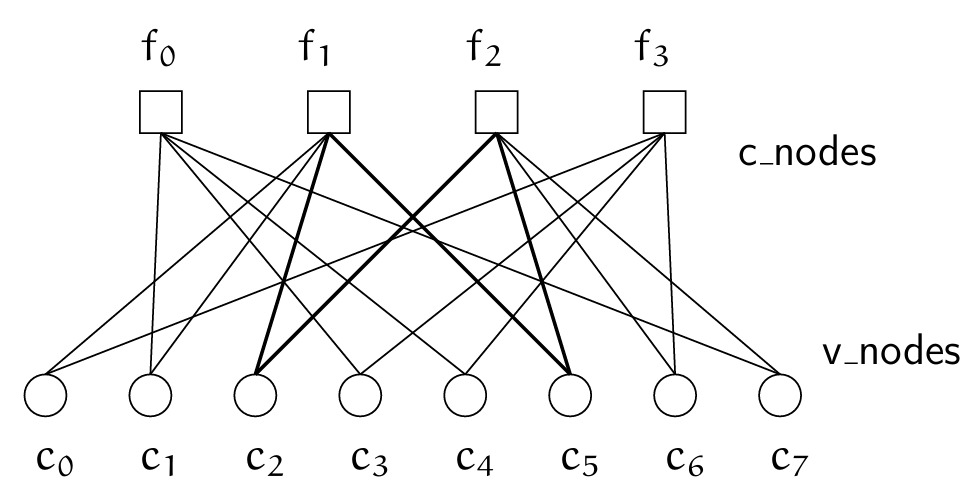 f₀ f₁ f₂ f₃
c_nodes
v_nodes
c₀ c₁ c₂ c₃ c₄ c₅ c₆ c₇